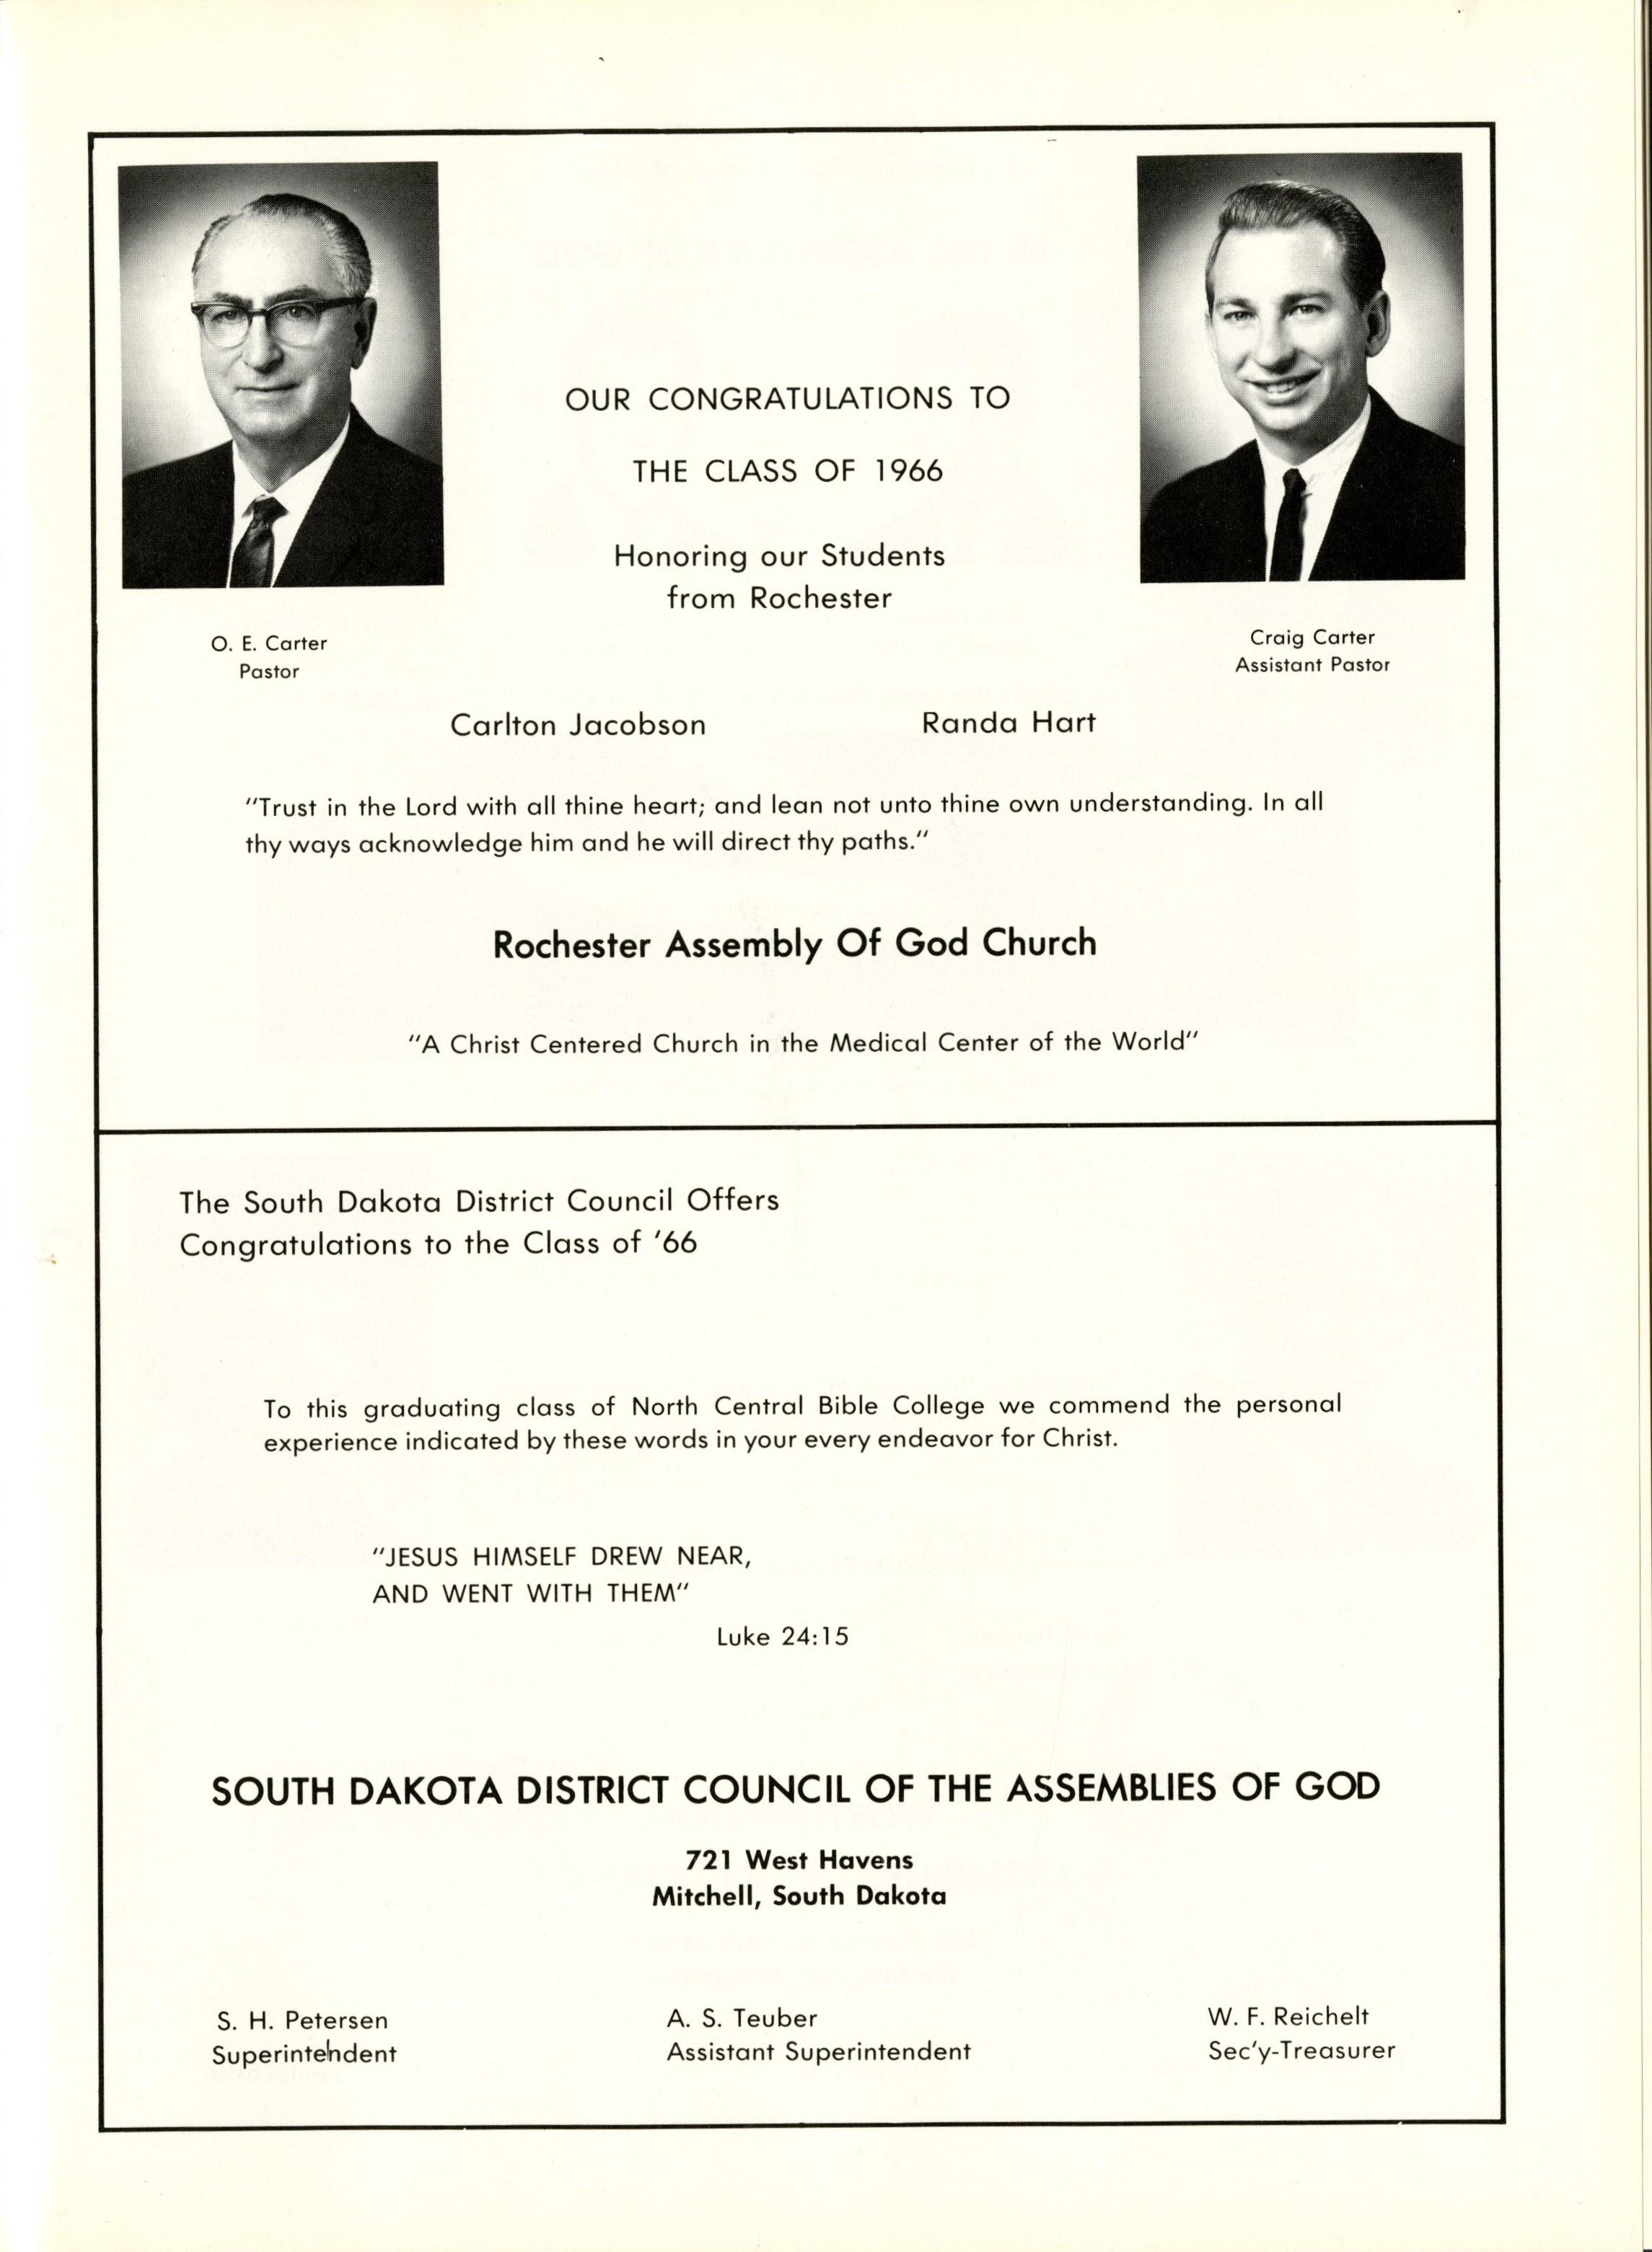 OUR CONGRATULATIONS TO
THE CLASS OF 1966
Honoring our Students
from Rochester
O. E. Carter
Pastor
Craig Carter
Assistant Pastor
Carlton Jacobson Randa Hart
"Trust in the Lord with all thine heart; and lean not unto thine own understanding. In all
thy ways acknowledge him and he will direct thy paths."
Rochester Assembly Of God Church
"A Christ Centered Church in the Medical Center of the World"
The South Dakota District Council Offers
Congratulations to the Class of '66
To this graduating class of North Central Bible College we commend the personal
experience indicated by these words in your every endeavor for Christ.
"JESUS HIMSELF DREW NEAR,
AND WENT WITH THEM"
Luke 24:15
SOUTH DAKOTA DISTRICT COUNCIL OF THE ASSEMBLIES OF GOD
721 West Havens
Mitchell, South Dakota
S. H. Petersen
Superintendent
A. S. Teuber
Assistant Superintendent
W. F. Reichelt
Sec'y-Treasurer